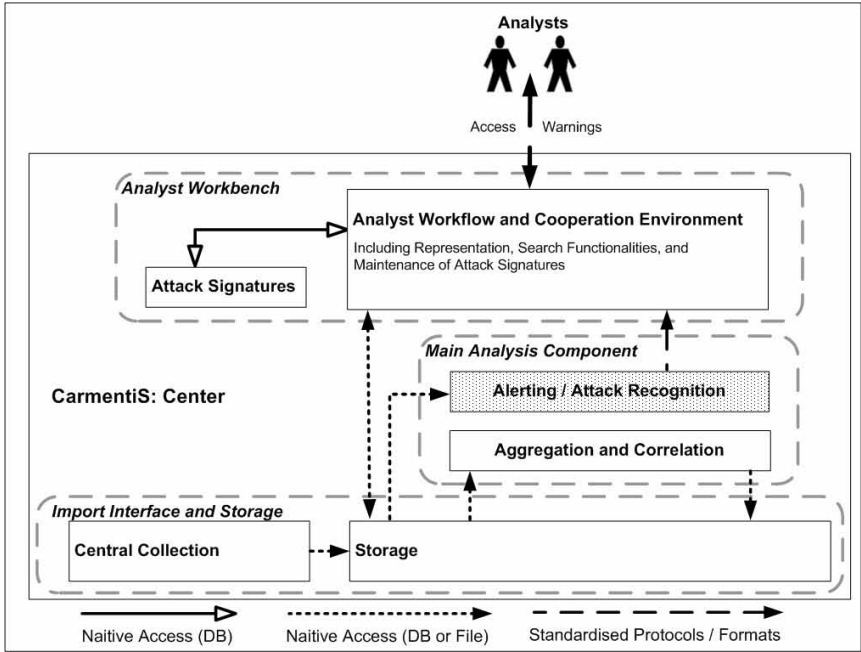 Analysts
Access Warnings
Analyst Workbench
Analyst Workflow and Cooperation Environment
Including Representation, Search Functionalities, and
Maintenance of Attack Signatures
Attack Signatures
Main Analysis Component
Alerting / Attack Recognition
CarmentiS: Center
Aggregation and Correlation
Import Interface and Storage
Central Collection
Storage
Naitive Access (DB)
Naitive Access (DB or File)
Standardised Protocols / Formats